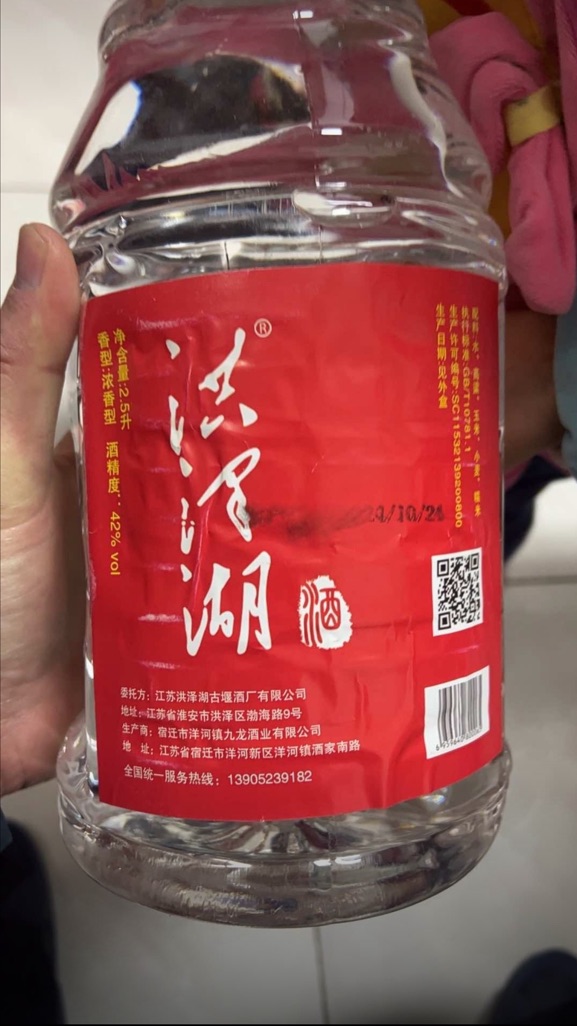 洪泽湖®
酒
净含量:2.5升
香型:浓香型 酒精度:42% vol
配料:水、高粱、玉米、小麦、糯米
执行标准:GB/T10781.1
生产许可编号:SC11532139200800
生产日期:见外盒
委托方: 江苏洪泽湖古堰酒厂有限公司
地址: 江苏省淮安市洪泽区渤海路9号
生产商: 宿迁市洋河镇九龙酒业有限公司
地 址: 江苏省宿迁市洋河新区洋河镇酒家南路
全国统一服务热线: 13905239182